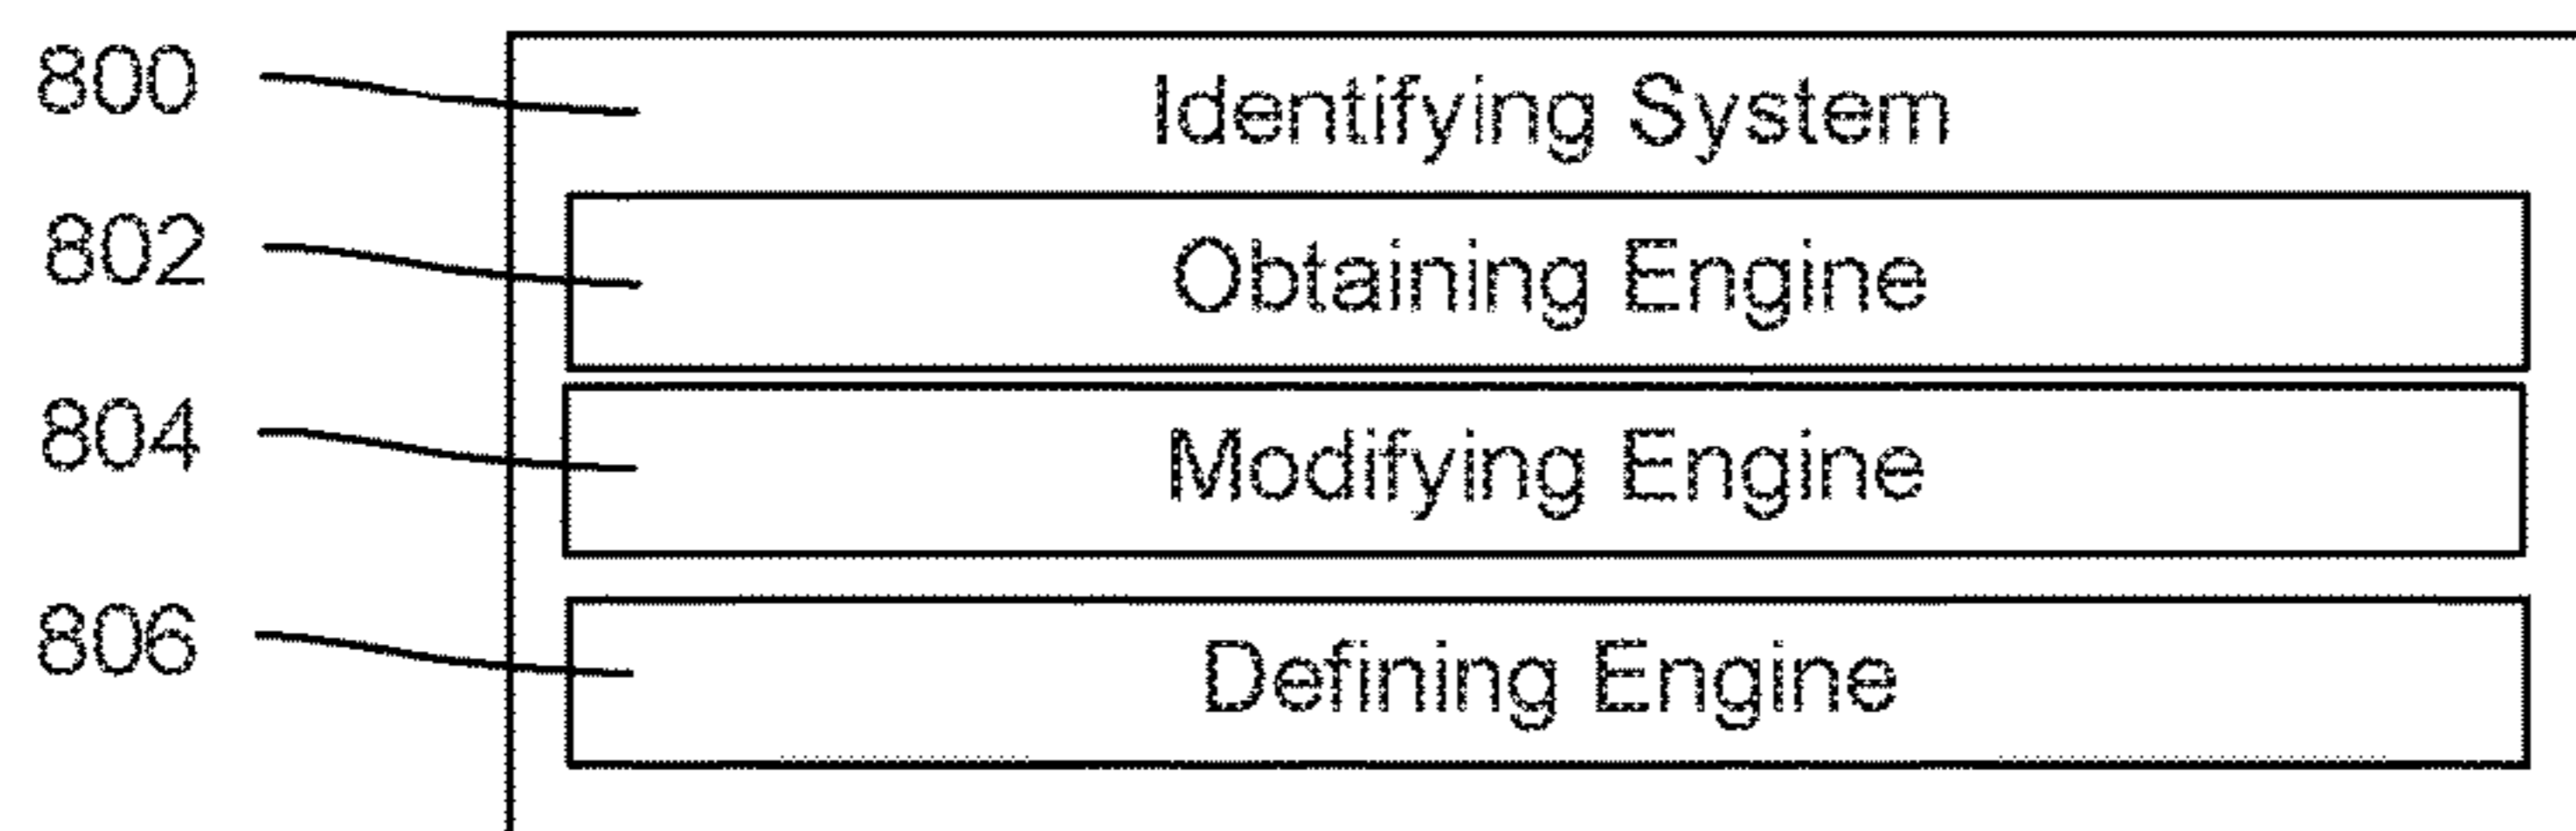 800 Identifying System
802 Obtaining Engine
804 Modifying Engine
806 Defining Engine